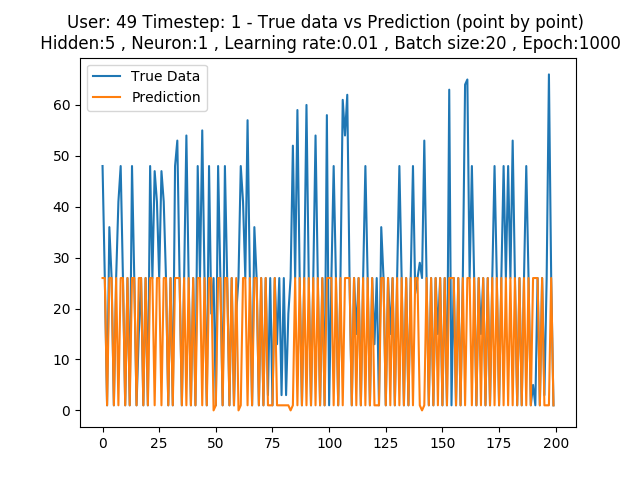 User: 49 Timestep: 1 - True data vs Prediction (point by point)
Hidden:5 , Neuron:1 , Learning rate:0.01 , Batch size:20 , Epoch:1000
True Data
Prediction
60
50
40
30
20
10
0
0 25 50 75 100 125 150 175 200